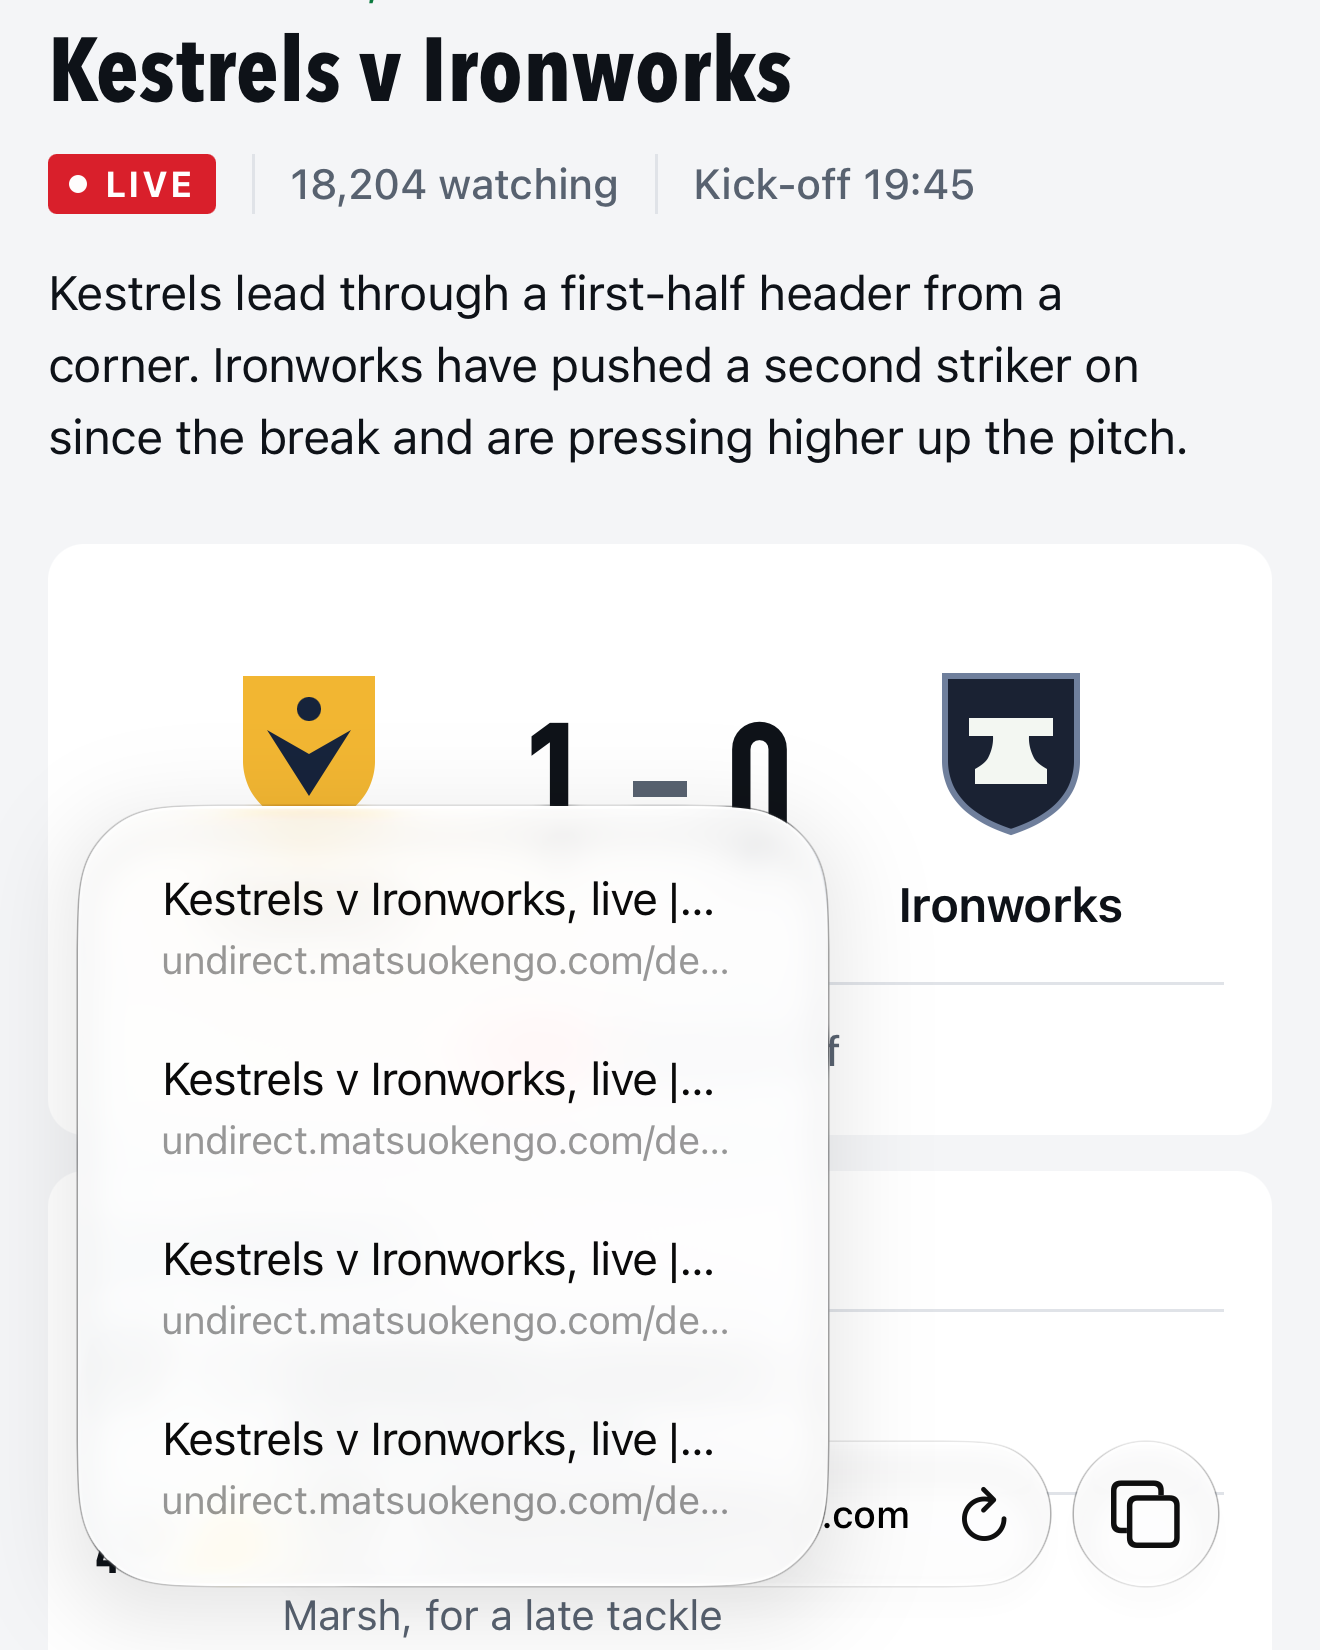 Kestrels v Ironworks
LIVE
18,204 watching
Kick-off 19:45
Kestrels lead through a first-half header from a
corner. Ironworks have pushed a second striker on
since the break and are pressing higher up the pitch.
1 – 0
Ironworks
Kestrels v Ironworks, live |...
undirect.matsuokengo.com/de...
Kestrels v Ironworks, live |...
undirect.matsuokengo.com/de...
Kestrels v Ironworks, live |...
undirect.matsuokengo.com/de...
Kestrels v Ironworks, live |...
undirect.matsuokengo.com/de...
.com
Marsh, for a late tackle